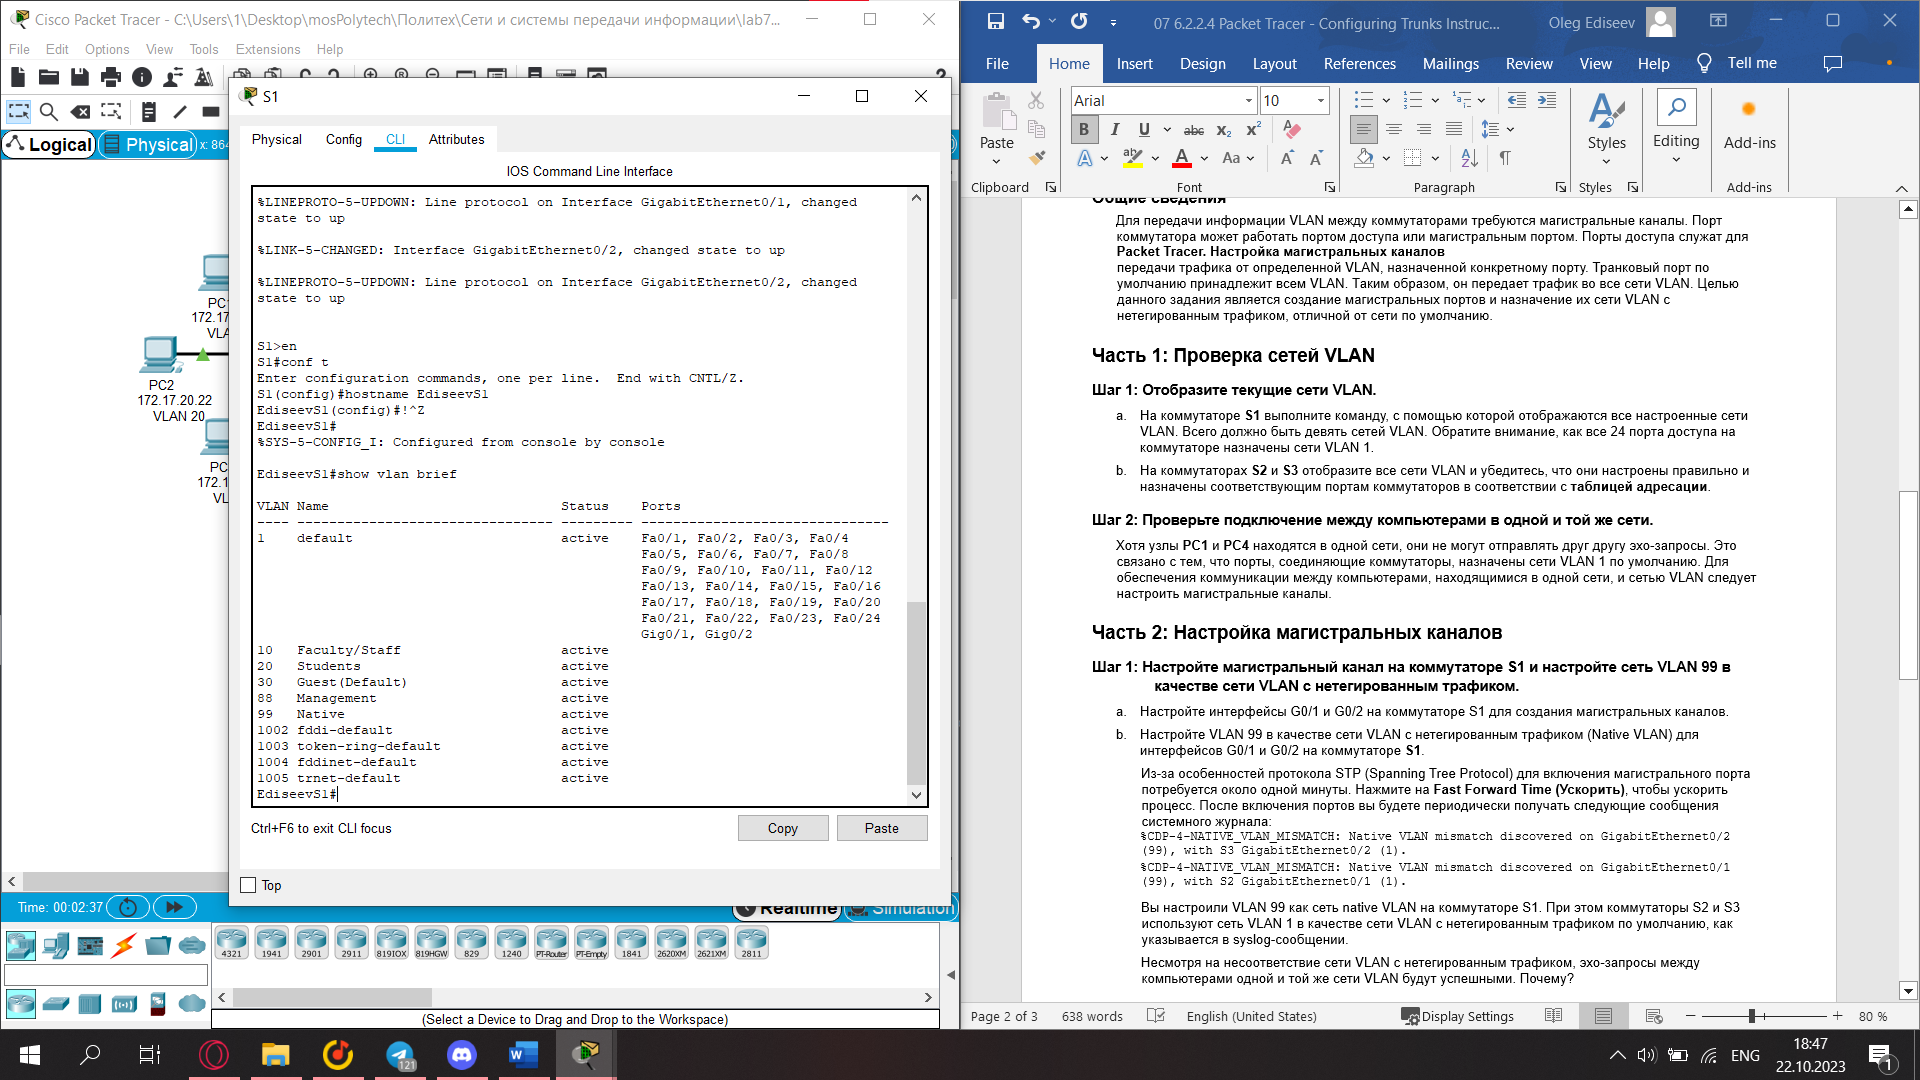 Cisco Packet Tracer - C:\Users\1\Desktop\mosPolytech\Политех\Сети и системы передачи информации\lab7...
File Edit Options View Tools Extensions Help
Logical
Physical
x: 864
PC2
172.17.20.22
VLAN 20
S1
Physical Config CLI Attributes
IOS Command Line Interface
%LINEPROTO-5-UPDOWN: Line protocol on Interface GigabitEthernet0/1, changed
state to up
%LINK-5-CHANGED: Interface GigabitEthernet0/2, changed state to up
%LINEPROTO-5-UPDOWN: Line protocol on Interface GigabitEthernet0/2, changed
state to up
S1>en
S1#conf t
Enter configuration commands, one per line.  End with CNTL/Z.
S1(config)#hostname EdiseevS1
EdiseevS1(config)#!^Z
EdiseevS1#
%SYS-5-CONFIG_I: Configured from console by console
EdiseevS1#show vlan brief
VLAN Name Status Ports
---- -------------------------------- --------- -------------------------------
1 default active Fa0/1, Fa0/2, Fa0/3, Fa0/4
Fa0/5, Fa0/6, Fa0/7, Fa0/8
Fa0/9, Fa0/10, Fa0/11, Fa0/12
Fa0/13, Fa0/14, Fa0/15, Fa0/16
Fa0/17, Fa0/18, Fa0/19, Fa0/20
Fa0/21, Fa0/22, Fa0/23, Fa0/24
Gig0/1, Gig0/2
10 Faculty/Staff active
20 Students active
30 Guest(Default) active
88 Management active
99 Native active
1002 fddi-default active
1003 token-ring-default active
1004 fddinet-default active
1005 trnet-default active
EdiseevS1#
Ctrl+F6 to exit CLI focus
Copy
Paste
Top
Time: 00:02:37
Realtime
Simulation
4321 1941 2901 2911 819IOX 819HGW 829 1240 PT-Router PT-Empty 1841 2620XM 2621XM 2811
(Select a Device to Drag and Drop to the Workspace)
07 6.2.2.4 Packet Tracer - Configuring Trunks Instruc...
Oleg Ediseev
File Home Insert Design Layout References Mailings Review View Help Tell me
Arial
10
Paste
Styles
Editing
Add-ins
Clipboard Font Paragraph Styles Add-ins
Общие сведения
Для передачи информации VLAN между коммутаторами требуются магистральные каналы. Порт
коммутатора может работать портом доступа или магистральным портом. Порты доступа служат для
Packet Tracer. Настройка магистральных каналов
передачи трафика от определенной VLAN, назначенной конкретному порту. Транковый порт по
умолчанию принадлежит всем VLAN. Таким образом, он передает трафик во все сети VLAN. Целью
данного задания является создание магистральных портов и назначение их сети VLAN с
нетегированным трафиком, отличной от сети по умолчанию.
Часть 1: Проверка сетей VLAN
Шаг 1: Отобразите текущие сети VLAN.
a. На коммутаторе S1 выполните команду, с помощью которой отображаются все настроенные сети
VLAN. Всего должно быть девять сетей VLAN. Обратите внимание, как все 24 порта доступа на
коммутаторе назначены сети VLAN 1.
b. На коммутаторах S2 и S3 отобразите все сети VLAN и убедитесь, что они настроены правильно и
назначены соответствующим портам коммутаторов в соответствии с таблицей адресации.
Шаг 2: Проверьте подключение между компьютерами в одной и той же сети.
Хотя узлы PC1 и PC4 находятся в одной сети, они не могут отправлять друг другу эхо-запросы. Это
связано с тем, что порты, соединяющие коммутаторы, назначены сети VLAN 1 по умолчанию. Для
обеспечения коммуникации между компьютерами, находящимися в одной сети, и сетью VLAN следует
настроить магистральные каналы.
Часть 2: Настройка магистральных каналов
Шаг 1: Настройте магистральный канал на коммутаторе S1 и настройте сеть VLAN 99 в
качестве сети VLAN с нетегированным трафиком.
a. Настройте интерфейсы G0/1 и G0/2 на коммутаторе S1 для создания магистральных каналов.
b. Настройте VLAN 99 в качестве сети VLAN с нетегированным трафиком (Native VLAN) для
интерфейсов G0/1 и G0/2 на коммутаторе S1.
Из-за особенностей протокола STP (Spanning Tree Protocol) для включения магистрального порта
потребуется около одной минуты. Нажмите на Fast Forward Time (Ускорить), чтобы ускорить
процесс. После включения портов вы будете периодически получать следующие сообщения
системного журнала:
%CDP-4-NATIVE_VLAN_MISMATCH: Native VLAN mismatch discovered on GigabitEthernet0/2
(99), with S3 GigabitEthernet0/2 (1).
%CDP-4-NATIVE_VLAN_MISMATCH: Native VLAN mismatch discovered on GigabitEthernet0/1
(99), with S2 GigabitEthernet0/1 (1).
Вы настроили VLAN 99 как сеть native VLAN на коммутаторе S1. При этом коммутаторы S2 и S3
используют сеть VLAN 1 в качестве сети VLAN с нетегированным трафиком по умолчанию, как
указывается в syslog-сообщении.
Несмотря на несоответствие сети VLAN с нетегированным трафиком, эхо-запросы между
компьютерами одной и той же сети VLAN будут успешными. Почему?
Page 2 of 3 638 words English (United States) Display Settings 80 %
121
ENG
18:47
22.10.2023
1